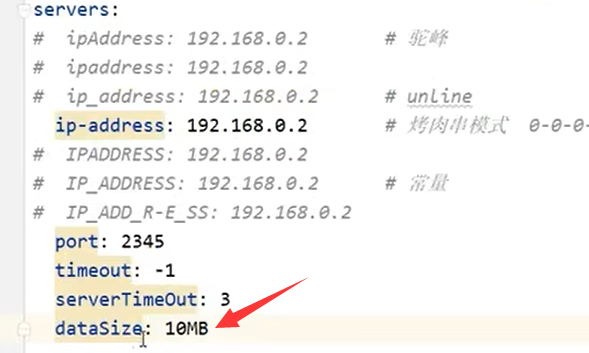 servers:
# ipAddress: 192.168.0.2 # 驼峰
# ipaddress: 192.168.0.2
# ip_address: 192.168.0.2 # unline
ip-address: 192.168.0.2 # 烤肉串模式 0-0-0-
# IPADDRESS: 192.168.0.2
# IP_ADDRESS: 192.168.0.2 # 常量
# IP_ADD_R-E_SS: 192.168.0.2
port: 2345
timeout: -1
serverTimeOut: 3
dataSize: 10MB